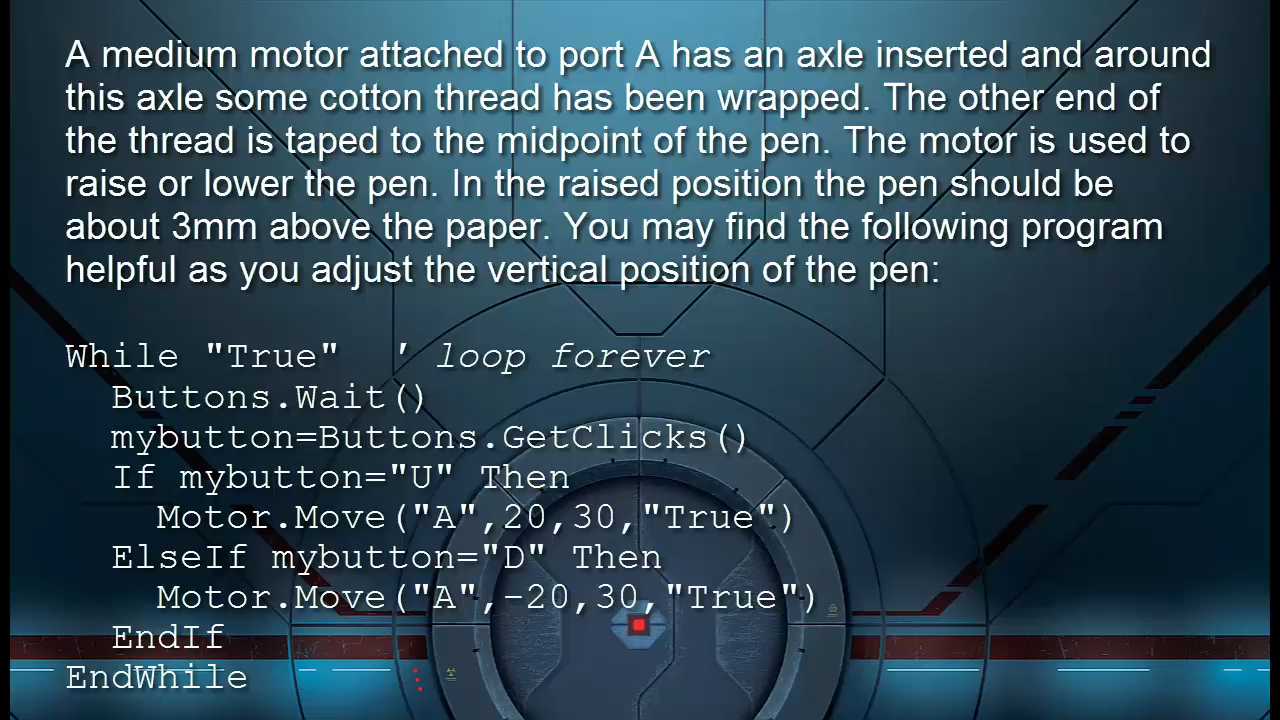 A medium motor attached to port A has an axle inserted and around
this axle some cotton thread has been wrapped. The other end of
the thread is taped to the midpoint of the pen. The motor is used to
raise or lower the pen. In the raised position the pen should be
about 3mm above the paper. You may find the following program
helpful as you adjust the vertical position of the pen:
While "True"   ' loop forever
  Buttons.Wait()
  mybutton=Buttons.GetClicks()
  If mybutton="U" Then
    Motor.Move("A",20,30,"True")
  ElseIf mybutton="D" Then
    Motor.Move("A",-20,30,"True")
  EndIf
EndWhile